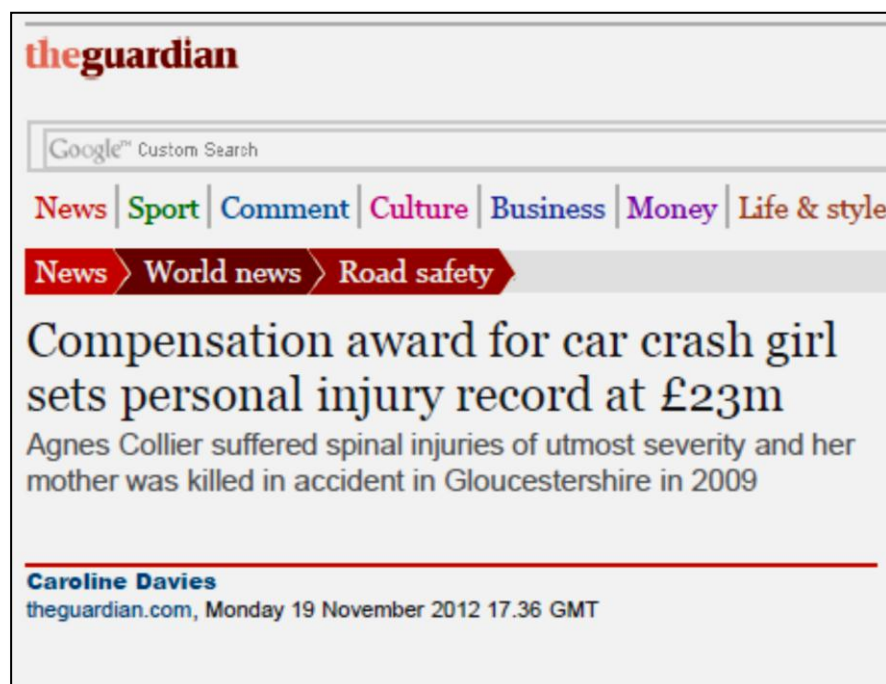 theguardian
Google™ Custom Search
News Sport Comment Culture Business Money Life & style
News World news Road safety
Compensation award for car crash girl
sets personal injury record at £23m
Agnes Collier suffered spinal injuries of utmost severity and her
mother was killed in accident in Gloucestershire in 2009
Caroline Davies
theguardian.com, Monday 19 November 2012 17.36 GMT